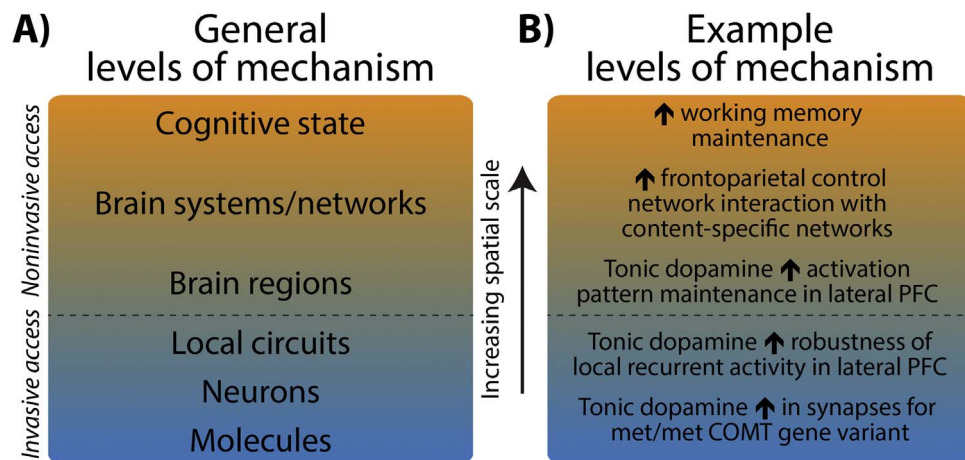 A)
General
levels of mechanism
Noninvasive access
Invasive access
Cognitive state
Brain systems/networks
Brain regions
Local circuits
Neurons
Molecules
Increasing spatial scale
B)
Example
levels of mechanism
↑ working memory
maintenance
↑ frontoparietal control
network interaction with
content-specific networks
Tonic dopamine ↑ activation
pattern maintenance in lateral PFC
Tonic dopamine ↑ robustness of
local recurrent activity in lateral PFC
Tonic dopamine ↑ in synapses for
met/met COMT gene variant